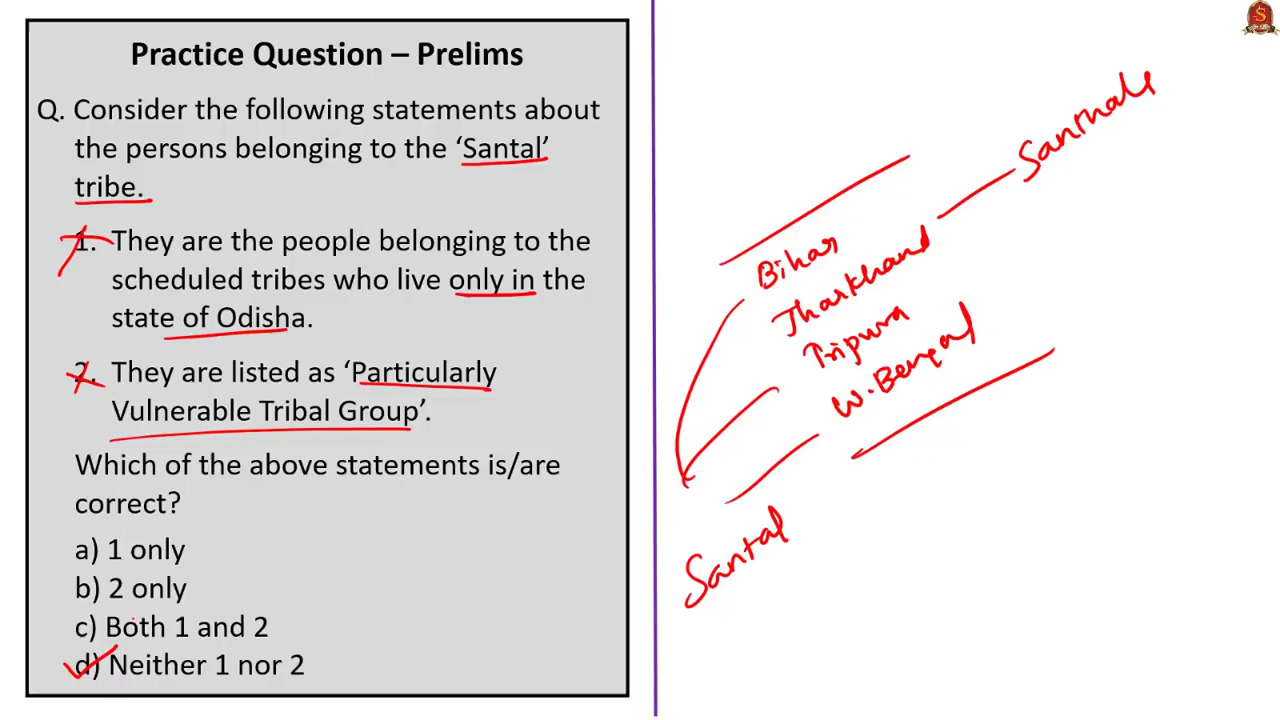 Practice Question – Prelims
Q. Consider the following statements about
the persons belonging to the ‘Santal’
tribe.
1. They are the people belonging to the
scheduled tribes who live only in the
state of Odisha.
2. They are listed as ‘Particularly
Vulnerable Tribal Group’.
Which of the above statements is/are
correct?
a) 1 only
b) 2 only
c) Both 1 and 2
d) Neither 1 nor 2
Santhals
Bihar
Jharkhand
Tripura
W. Bengal
Santal